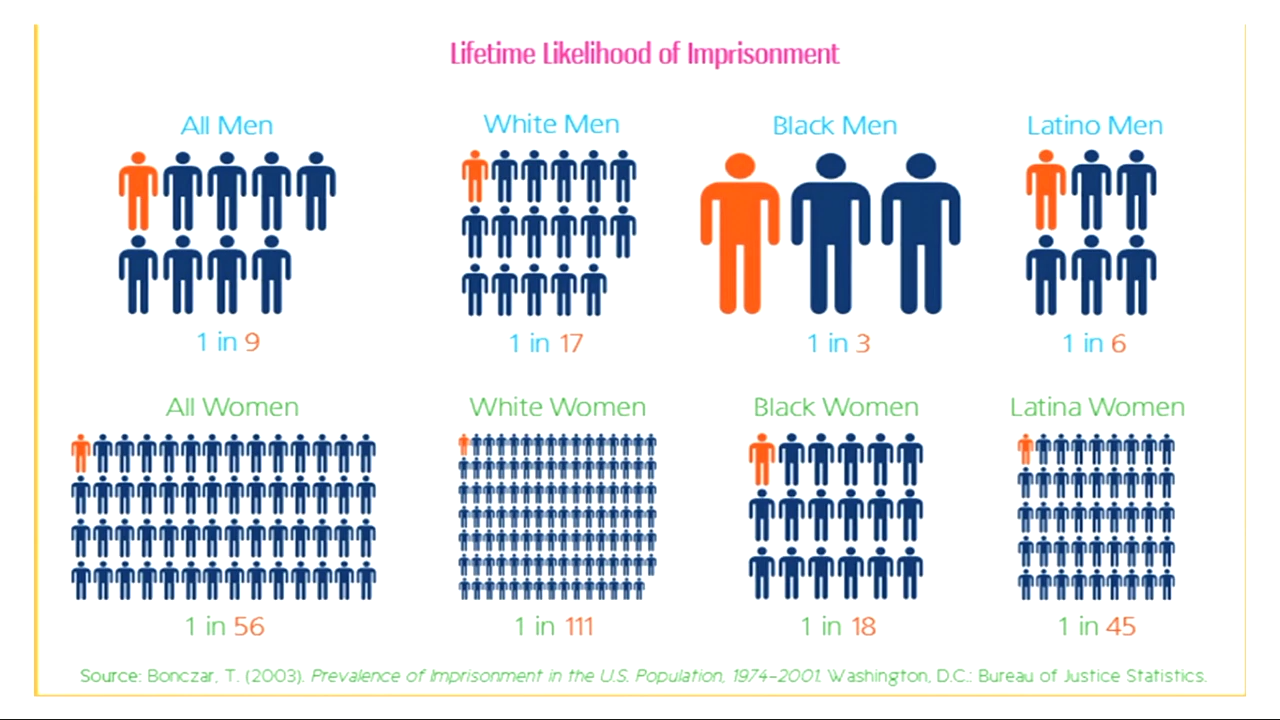 Lifetime Likelihood of Imprisonment
All Men
White Men
Black Men
Latino Men
1 in 9
1 in 17
1 in 3
1 in 6
All Women
White Women
Black Women
Latina Women
1 in 56
1 in 111
1 in 18
1 in 45
Source: Bonczar, T. (2003). Prevalence of Imprisonment in the U.S. Population, 1974-2001. Washington, D.C.: Bureau of Justice Statistics.